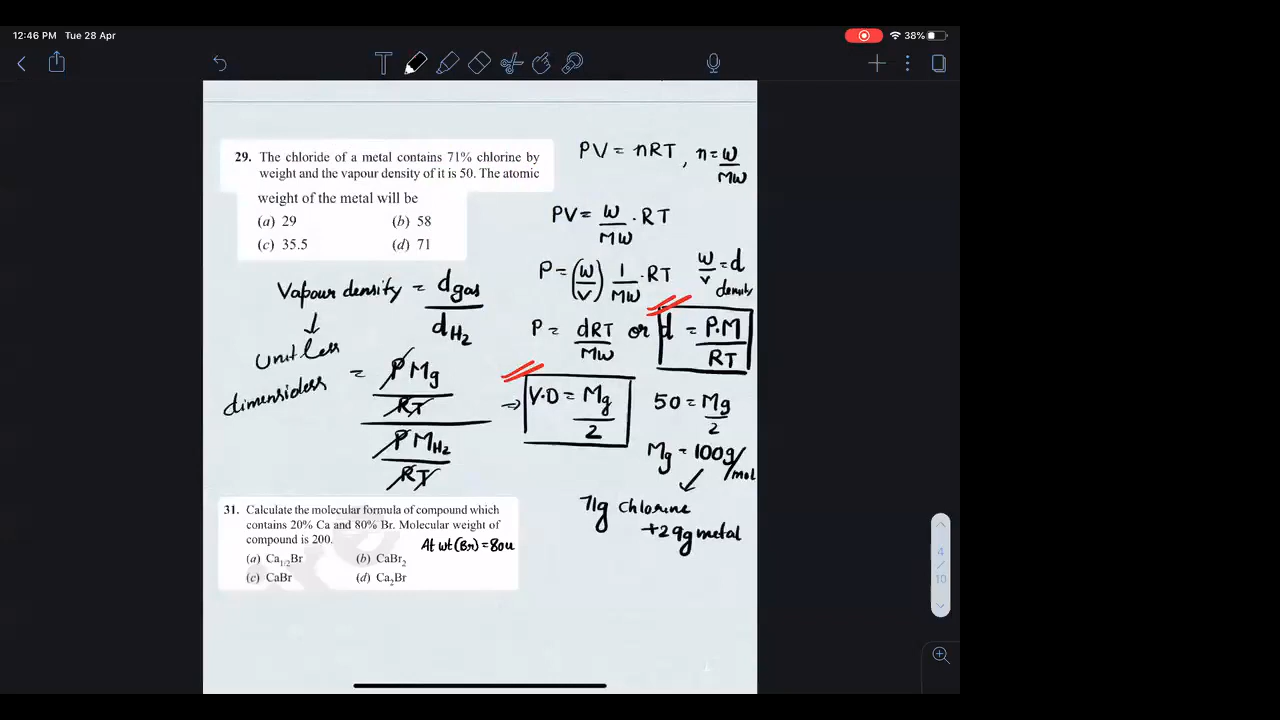 12:46 PM Tue 28 Apr
38%
29. The chloride of a metal contains 71% chlorine by
weight and the vapour density of it is 50. The atomic
weight of the metal will be
(a) 29 (b) 58
(c) 35.5 (d) 71
PV = nRT , n = W/MW
PV = W/MW . RT
P = (W/V) 1/MW . RT W/V = d
density
P = dRT/MW or d = P.M/RT
Vapour density = dgas/dH2
↓
Unitless
dimensionless
= PMg/RT / PMH2/RT
⇒ V.D = Mg/2
50 = Mg/2
Mg = 100g/mol
71g chlorine
+29g metal
31. Calculate the molecular formula of compound which
contains 20% Ca and 80% Br. Molecular weight of
compound is 200.
At wt (Br) = 80u
(a) Ca1/2Br (b) CaBr2
(c) CaBr (d) Ca2Br
4
/
10